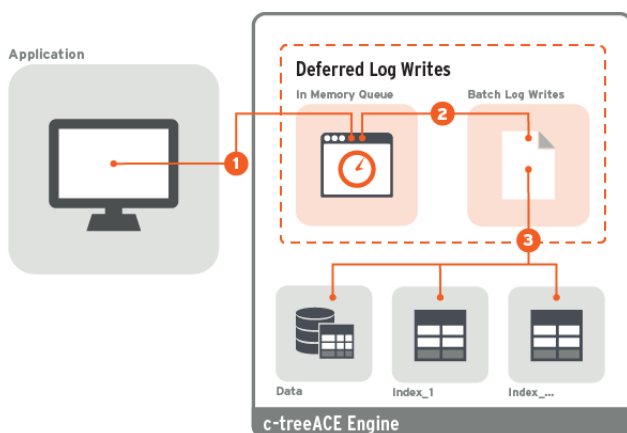 Application
Deferred Log Writes
In Memory Queue
Batch Log Writes
1
2
3
Data
Index_1
Index_...
c-treeACE Engine